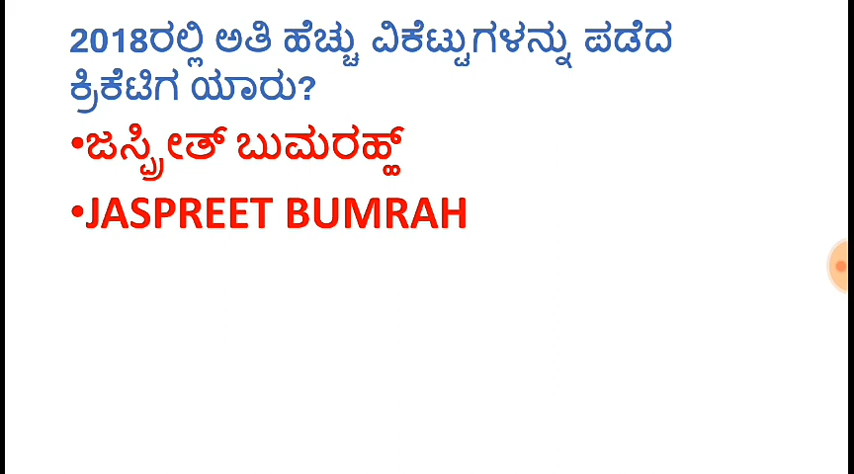 2018ರಲ್ಲಿ ಅತಿ ಹೆಚ್ಚು ವಿಕೆಟ್ಟುಗಳನ್ನು ಪಡೆದ
ಕ್ರಿಕೆಟಿಗ ಯಾರು?
•ಜಸ್ಪ್ರೀತ್ ಬುಮರಹ್ಹ್
•JASPREET BUMRAH